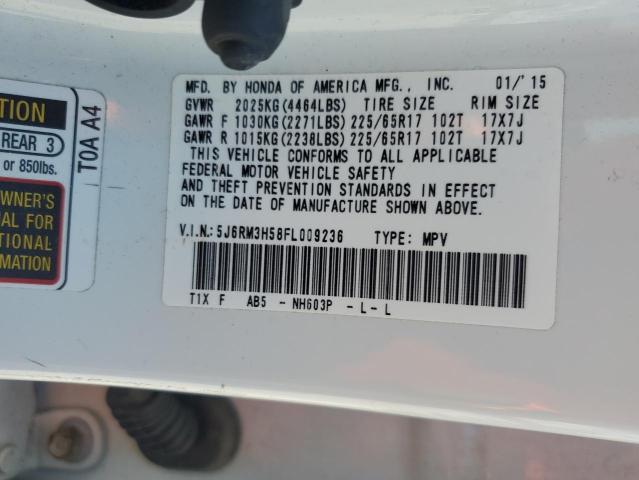 TION
REAR 3
or 850lbs.
WNER'S
AL FOR
TIONAL
RMATION
T0A A4
MFD. BY HONDA OF AMERICA MFG., INC. 01/'15
GVWR 2025KG(4464LBS) TIRE SIZE RIM SIZE
GAWR F 1030KG(2271LBS) 225/65R17 102T 17X7J
GAWR R 1015KG(2238LBS) 225/65R17 102T 17X7J
THIS VEHICLE CONFORMS TO ALL APPLICABLE
FEDERAL MOTOR VEHICLE SAFETY
AND THEFT PREVENTION STANDARDS IN EFFECT
ON THE DATE OF MANUFACTURE SHOWN ABOVE.
V.I.N.: 5J6RM3H58FL009236 TYPE: MPV
T1X F AB5 - NH603P - L - L